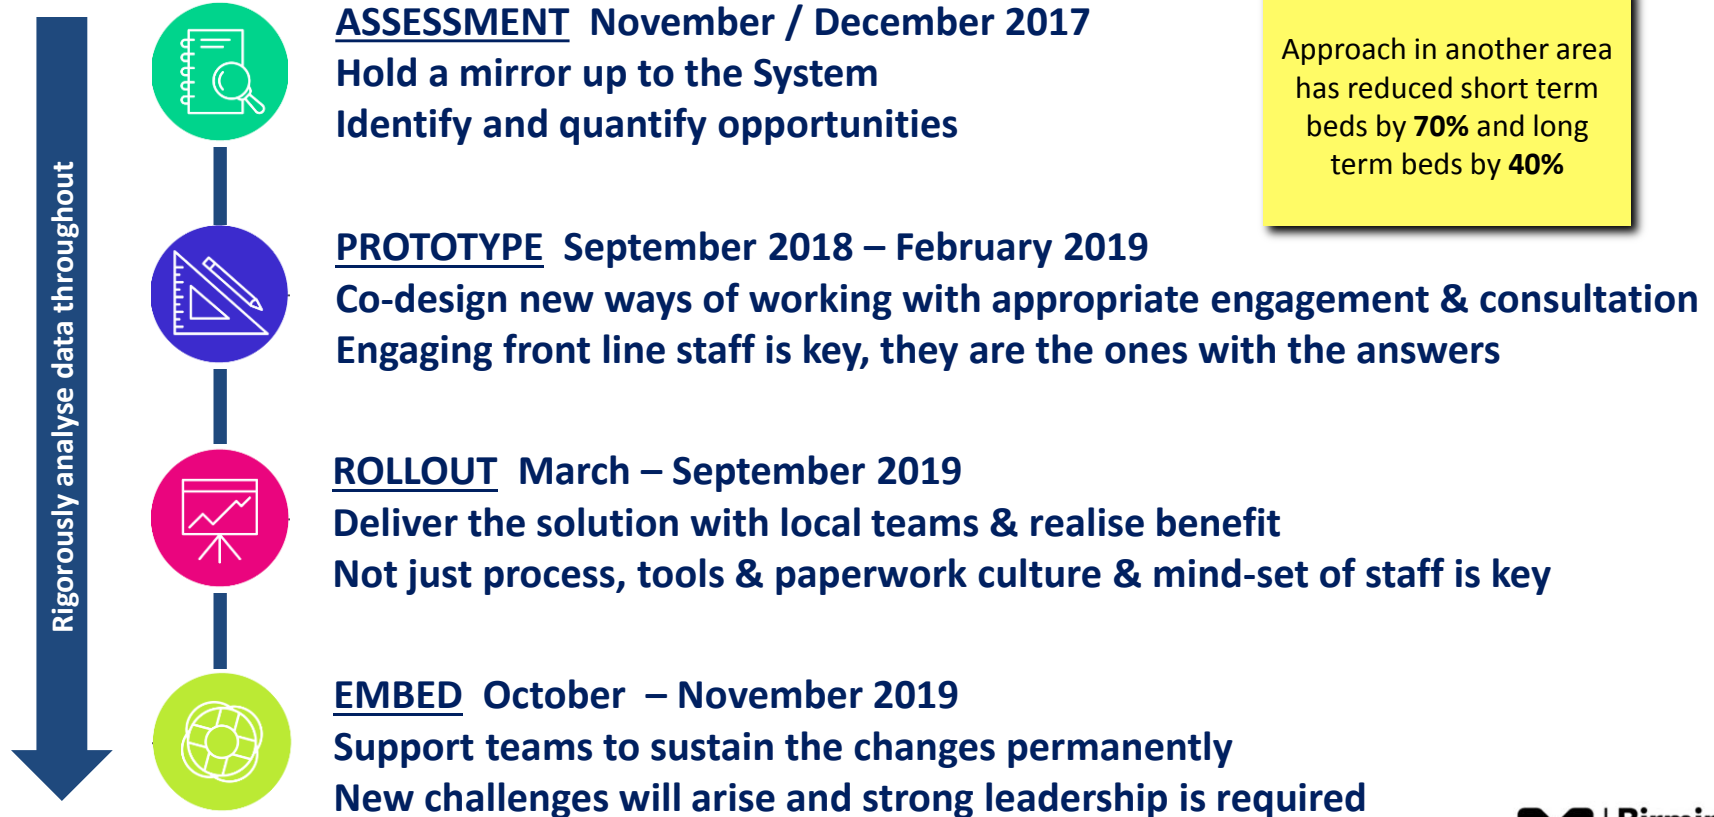 ASSESSMENT November / December 2017
Hold a mirror up to the System
Identify and quantify opportunities
Approach in another area
has reduced short term
beds by 70% and long
term beds by 40%
Rigorously analyse data throughout
PROTOTYPE September 2018 – February 2019
Co-design new ways of working with appropriate engagement & consultation
Engaging front line staff is key, they are the ones with the answers
ROLLOUT March – September 2019
Deliver the solution with local teams & realise benefit
Not just process, tools & paperwork culture & mind-set of staff is key
EMBED October – November 2019
Support teams to sustain the changes permanently
New challenges will arise and strong leadership is required